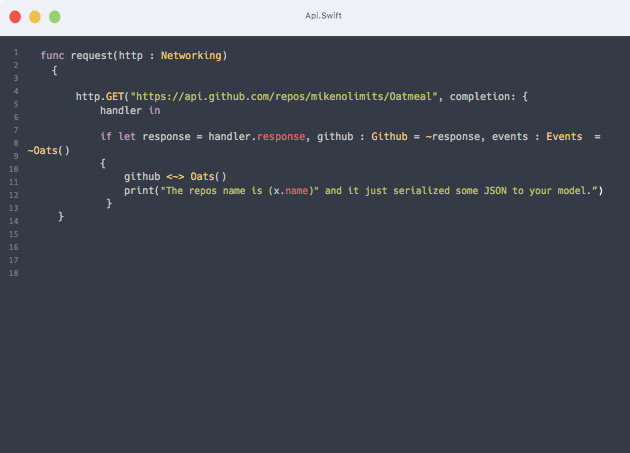 Api.Swift
1 func request(http : Networking)
2 {
3
4 http.GET("https://api.github.com/repos/mikenolimits/Oatmeal", completion: {
5 handler in
6
7 if let response = handler.response, github : Github = ~response, events : Events =
8 ~Oats()
9 {
10 github <~> Oats()
11 print("The repos name is (x.name)" and it just serialized some JSON to your model.”)
12 }
13 }
14
15
16
17
18